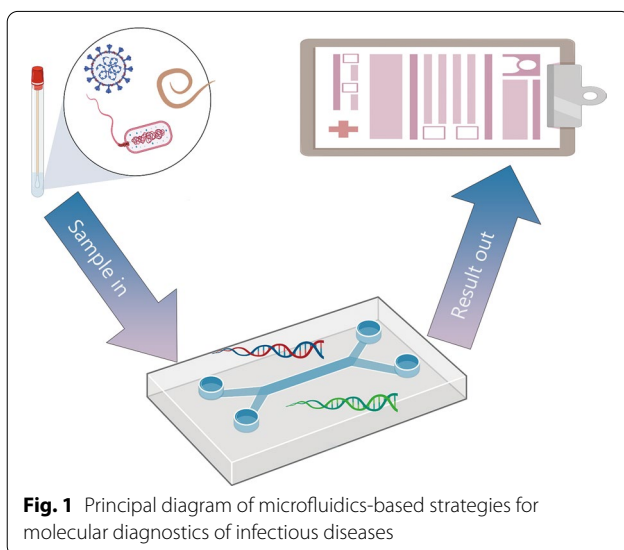 Sample in
Result out
Fig. 1 Principal diagram of microfluidics-based strategies for
molecular diagnostics of infectious diseases